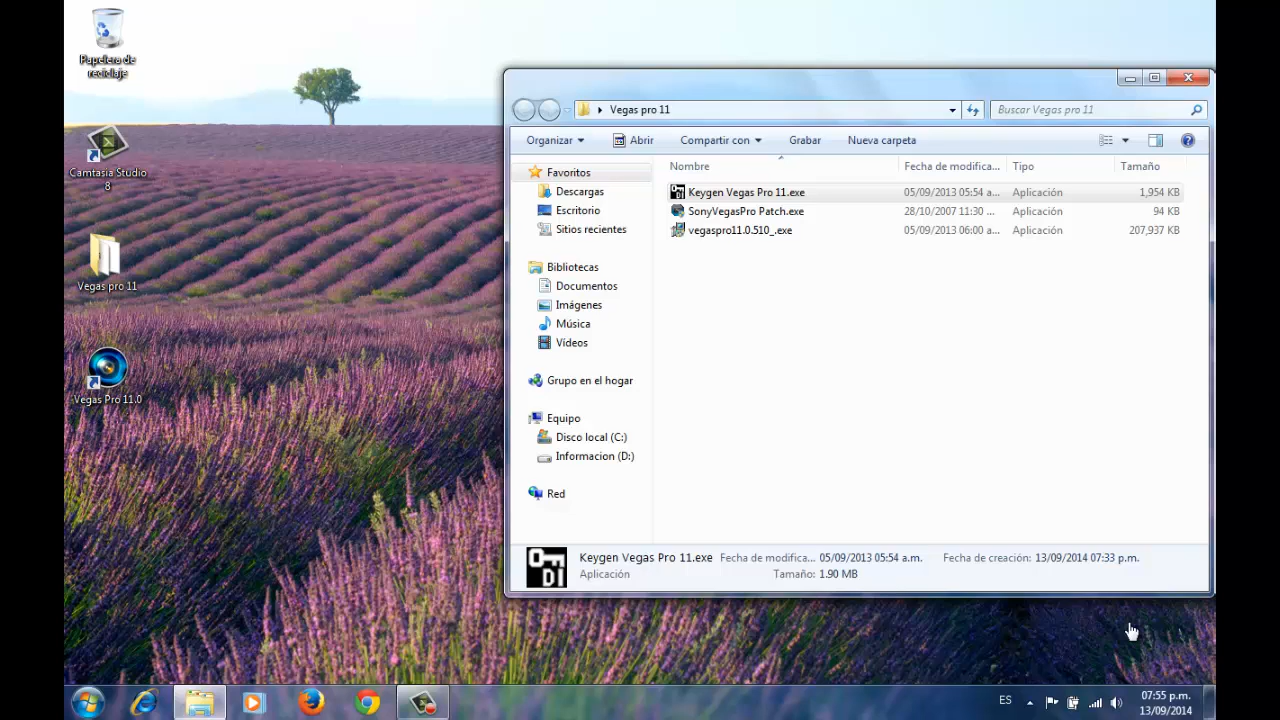 Papelera de
reciclaje
Camtasia Studio
8
Vegas pro 11
Vegas Pro 11.0
Vegas pro 11
Buscar Vegas pro 11
Organizar
Abrir
Compartir con
Grabar
Nueva carpeta
Favoritos
Descargas
Escritorio
Sitios recientes
Bibliotecas
Documentos
Imágenes
Música
Vídeos
Grupo en el hogar
Equipo
Disco local (C:)
Informacion (D:)
Red
Nombre Fecha de modifica... Tipo Tamaño
Keygen Vegas Pro 11.exe 05/09/2013 05:54 a... Aplicación 1,954 KB
SonyVegasPro Patch.exe 28/10/2007 11:30 ... Aplicación 94 KB
vegaspro11.0.510_.exe 05/09/2013 06:00 a... Aplicación 207,937 KB
Keygen Vegas Pro 11.exe Fecha de modifica... 05/09/2013 05:54 a.m. Fecha de creación: 13/09/2014 07:33 p.m.
Aplicación Tamaño: 1.90 MB
ES
07:55 p.m.
13/09/2014